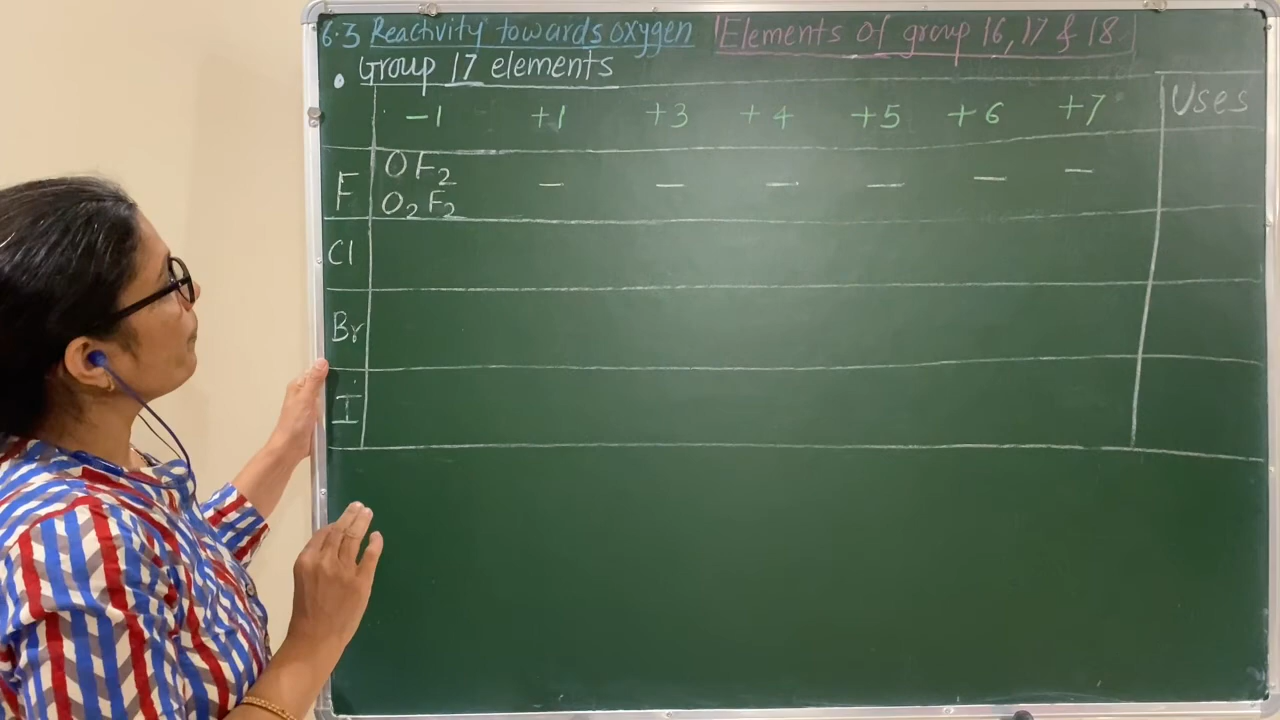 6.3 Reactivity towards oxygen Elements of group 16, 17 & 18
• Group 17 elements
-1 +1 +3 +4 +5 +6 +7 Uses
F OF₂ — — — — — —
O₂F₂
Cl
Br
I